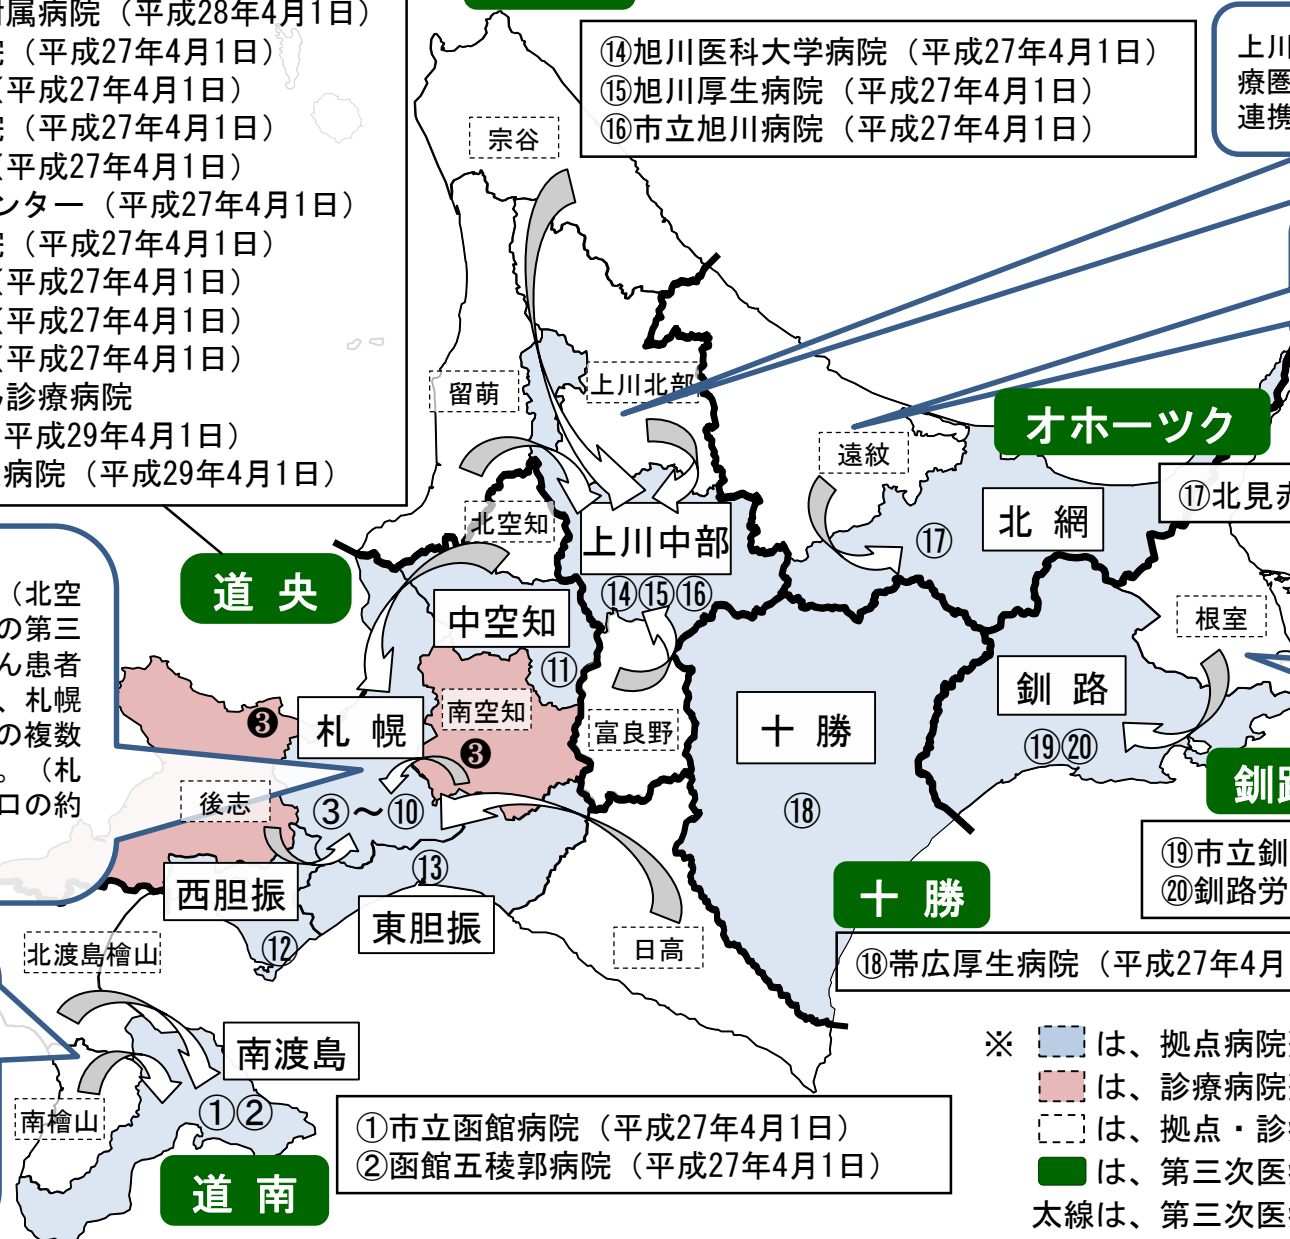 附属病院（平成28年4月1日）
院（平成27年4月1日）
（平成27年4月1日）
院（平成27年4月1日）
（平成27年4月1日）
ンター（平成27年4月1日）
院（平成27年4月1日）
（平成27年4月1日）
（平成27年4月1日）
（平成27年4月1日）
診療病院
平成29年4月1日）
病院（平成29年4月1日）
⑭旭川医科大学病院（平成27年4月1日）
⑮旭川厚生病院（平成27年4月1日）
⑯市立旭川病院（平成27年4月1日）
上川
療圏
連携
宗谷
留萌
上川北部
遠紋
オホーツク
⑰北見赤
北空知
上川中部
⑭⑮⑯
北 網
⑰
道 央
（北空
の第三
ん患者
、札幌
の複数
。（札
口の約
中空知
⑪
根室
釧 路
⑲⑳
南空知
❸
❸
札 幌
③～⑩
後志
富良野
十 勝
⑱
釧路
⑲市立釧
⑳釧路労
西胆振
⑫
⑬
東胆振
日高
十 勝
⑱帯広厚生病院（平成27年4月
北渡島檜山
南渡島
①②
南檜山
道 南
①市立函館病院（平成27年4月1日）
②函館五稜郭病院（平成27年4月1日）
※
は、拠点病院
は、診療病院
は、拠点・診
は、第三次医
太線は、第三次医